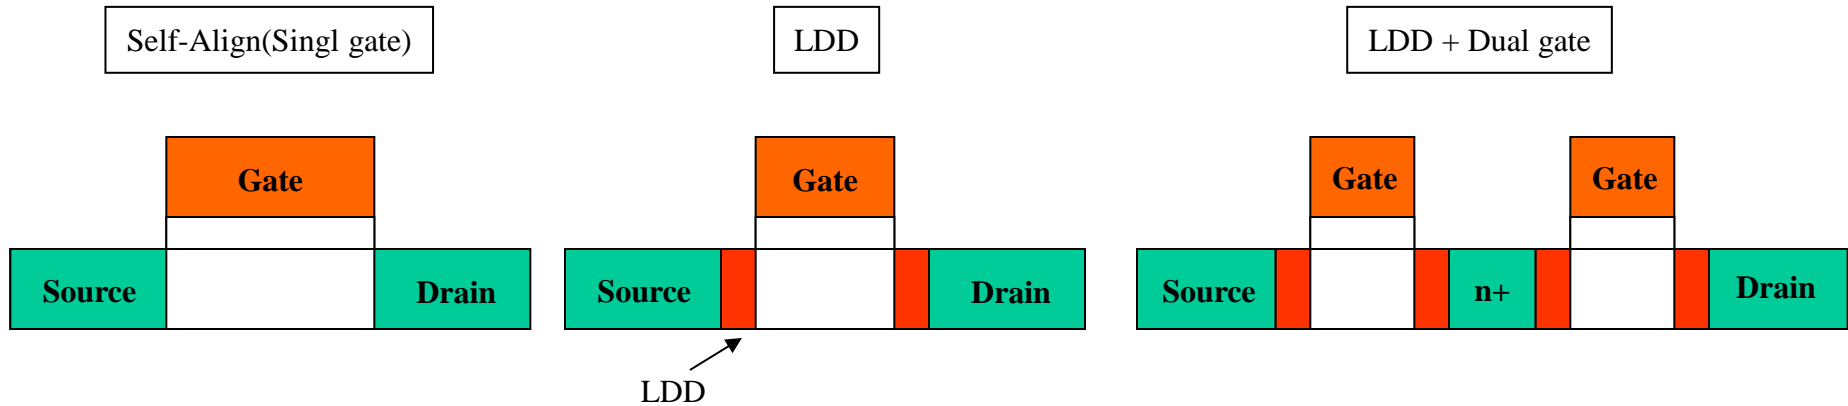 Self-Align(Singl gate)
LDD
LDD + Dual gate
Gate
Source
Drain
Gate
Source
Drain
LDD
Gate
Gate
Source
n+
Drain